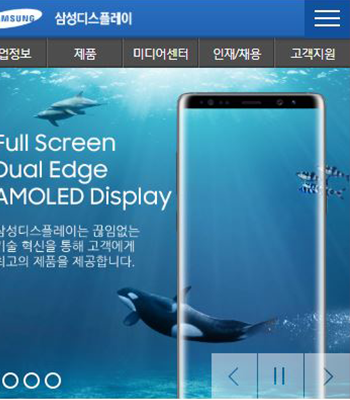 SAMSUNG 삼성디스플레이
업정보 제품 미디어센터 인재/채용 고객지원
Full Screen
Dual Edge
AMOLED Display
삼성디스플레이는 끊임없는
기술 혁신을 통해 고객에게
최고의 제품을 제공합니다.